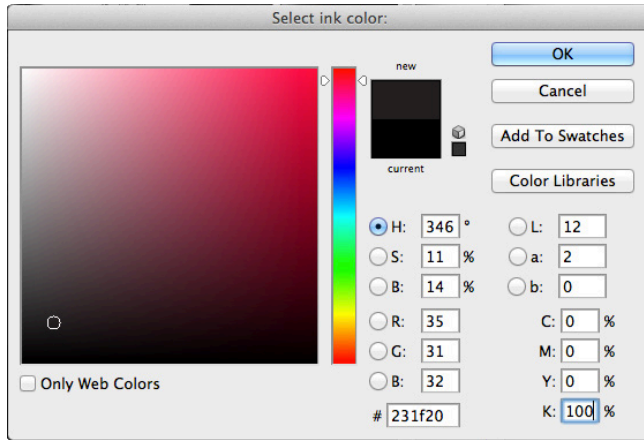 Select ink color:
new
current
OK
Cancel
Add To Swatches
Color Libraries
H: 346 °
S: 11 %
B: 14 %
R: 35
G: 31
B: 32
# 231f20
L: 12
a: 2
b: 0
C: 0 %
M: 0 %
Y: 0 %
K: 100 %
Only Web Colors